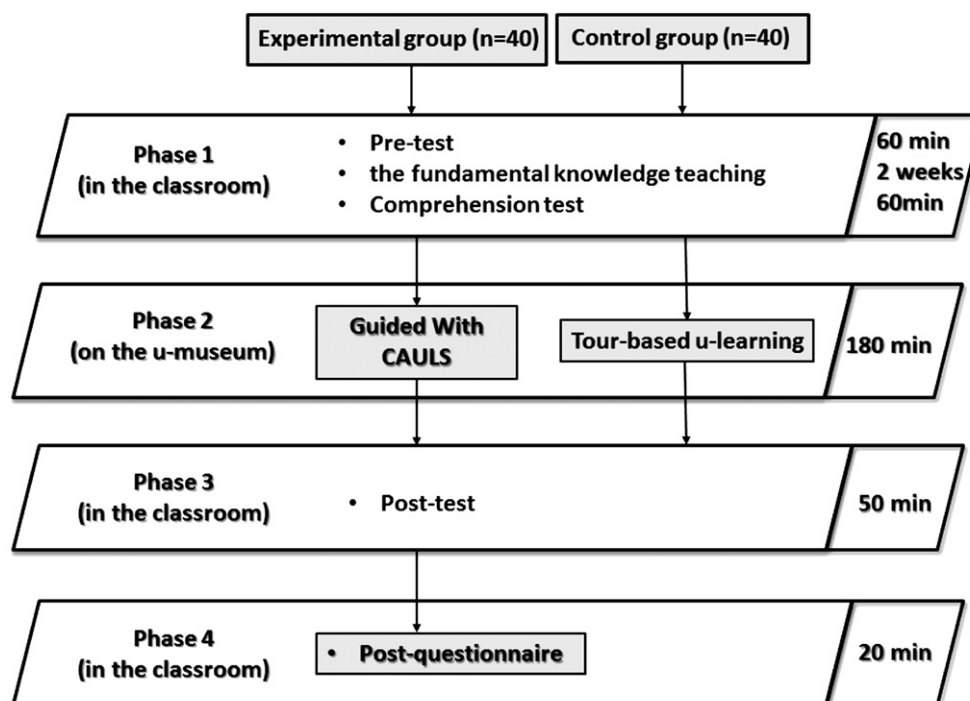 Experimental group (n=40)
Control group (n=40)
Phase 1
(in the classroom)
• Pre-test
• the fundamental knowledge teaching
• Comprehension test
60 min
2 weeks
60min
Phase 2
(on the u-museum)
Guided With
CAULS
Tour-based u-learning
180 min
Phase 3
(in the classroom)
• Post-test
50 min
Phase 4
(in the classroom)
• Post-questionnaire
20 min